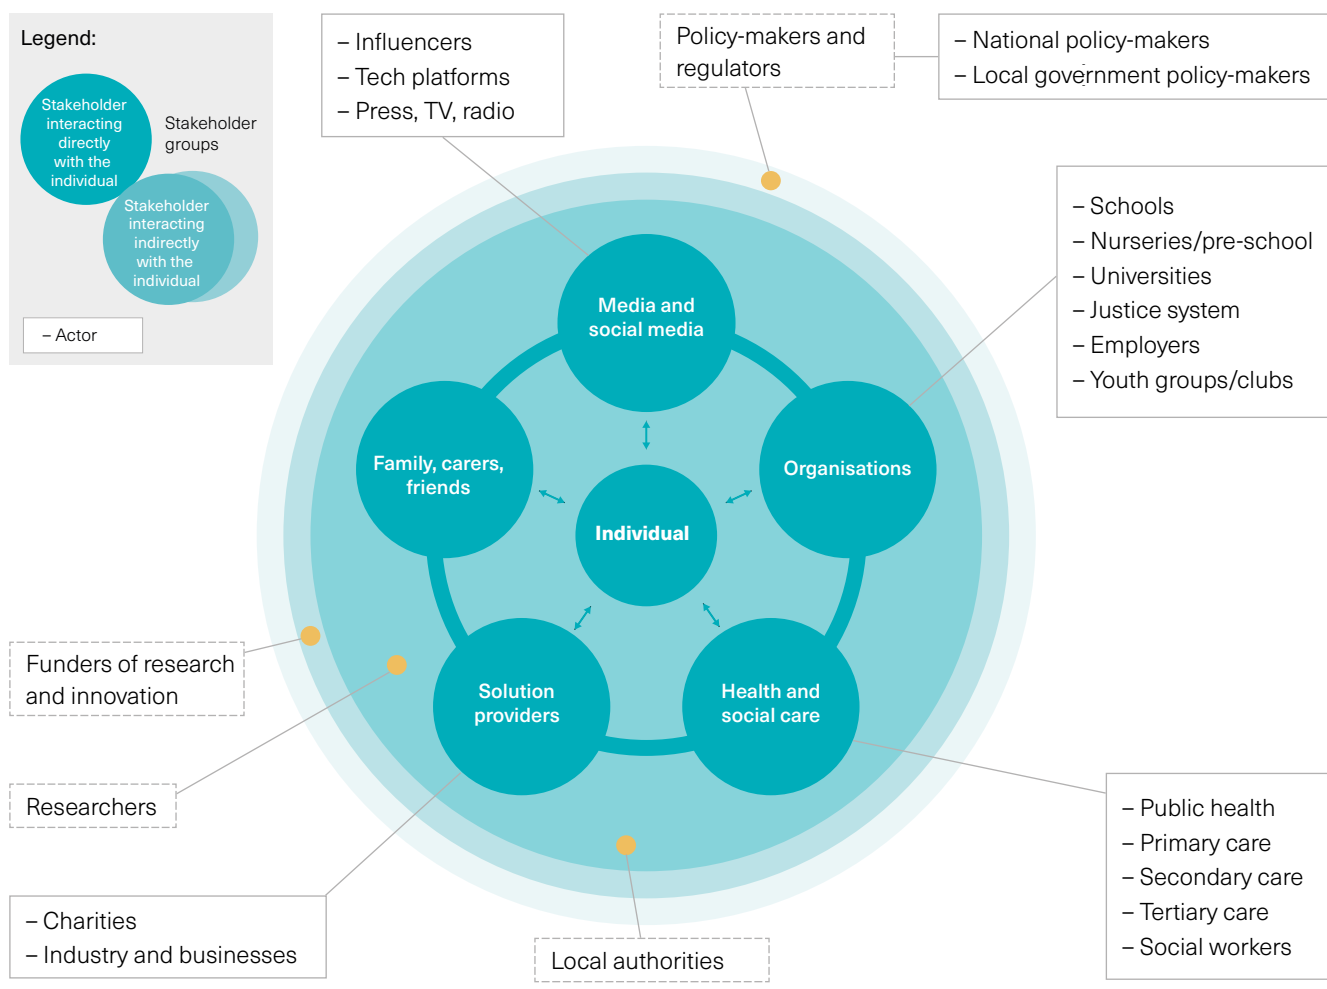 Legend:
Stakeholder
interacting
directly
with the
individual
Stakeholder
groups
Stakeholder
interacting
indirectly
with the
individual
– Actor
– Influencers
– Tech platforms
– Press, TV, radio
Policy-makers and
regulators
– National policy-makers
– Local government policy-makers
– Schools
– Nurseries/pre-school
– Universities
– Justice system
– Employers
– Youth groups/clubs
Media and
social media
Family, carers,
friends
Organisations
Individual
Solution
providers
Health and
social care
Funders of research
and innovation
Researchers
– Charities
– Industry and businesses
Local authorities
– Public health
– Primary care
– Secondary care
– Tertiary care
– Social workers